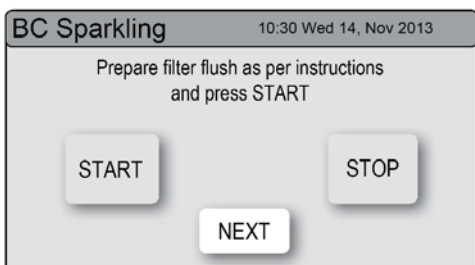 BC Sparkling 10:30 Wed 14, Nov 2013
Prepare filter flush as per instructions
and press START
START STOP
NEXT